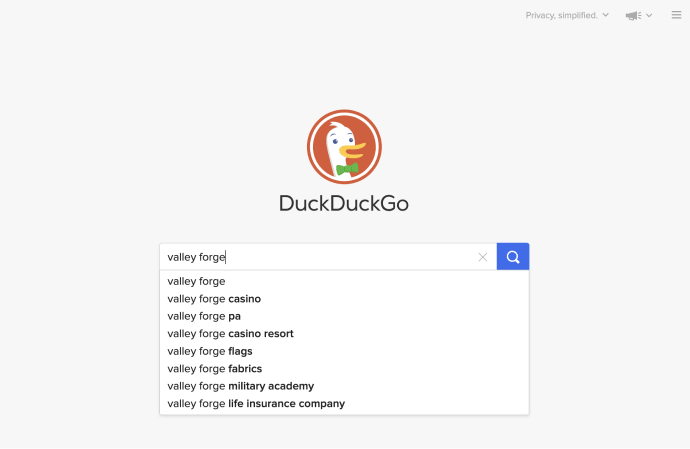 Privacy, simplified.
DuckDuckGo
valley forge
valley forge
valley forge casino
valley forge pa
valley forge casino resort
valley forge flags
valley forge fabrics
valley forge military academy
valley forge life insurance company